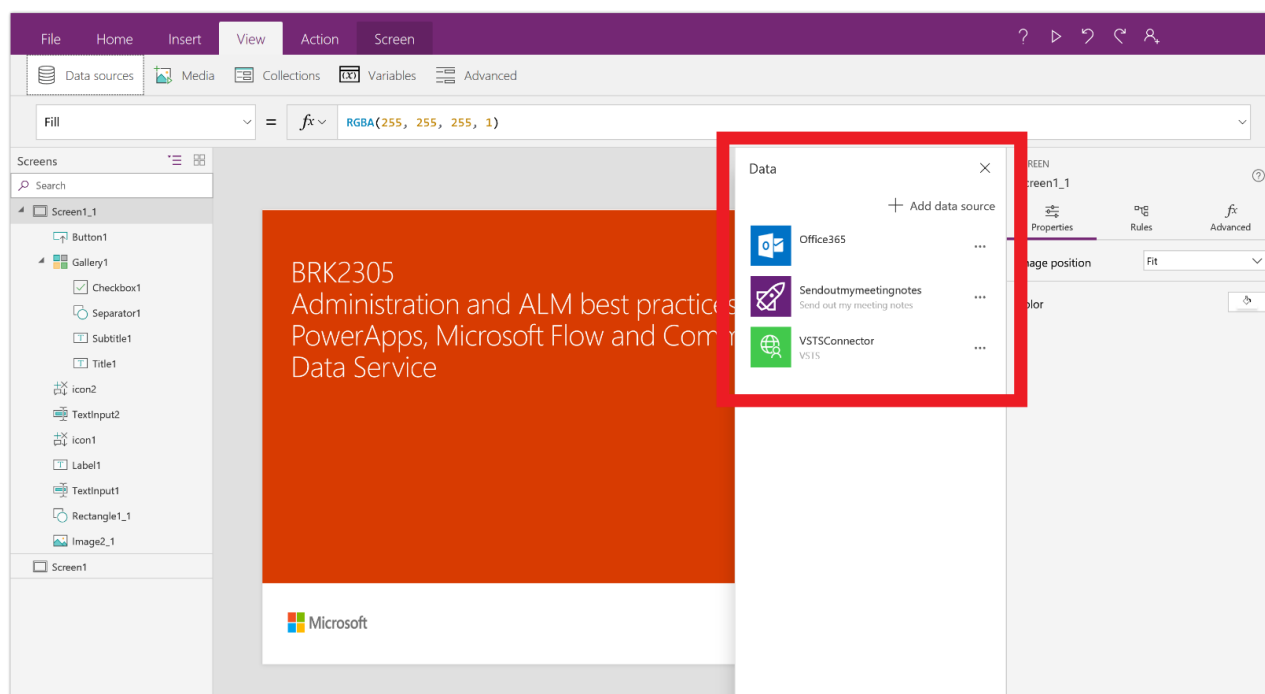 File Home Insert View Action Screen ?
Data sources Media Collections (x) Variables Advanced
Fill = fx RGBA(255, 255, 255, 1)
Screens
Search
Screen1_1
Button1
Gallery1
Checkbox1
Separator1
Subtitle1
Title1
icon2
TextInput2
icon1
Label1
TextInput1
Rectangle1_1
Image2_1
Screen1
BRK2305
Administration and ALM best practices
PowerApps, Microsoft Flow and Comm
Data Service
Microsoft
Data
Add data source
Office365
Sendoutmymeetingnotes
Send out my meeting notes
VSTSConnector
VSTS
REEN
creen1_1
?
fx
Properties Rules Advanced
nage position Fit
olor